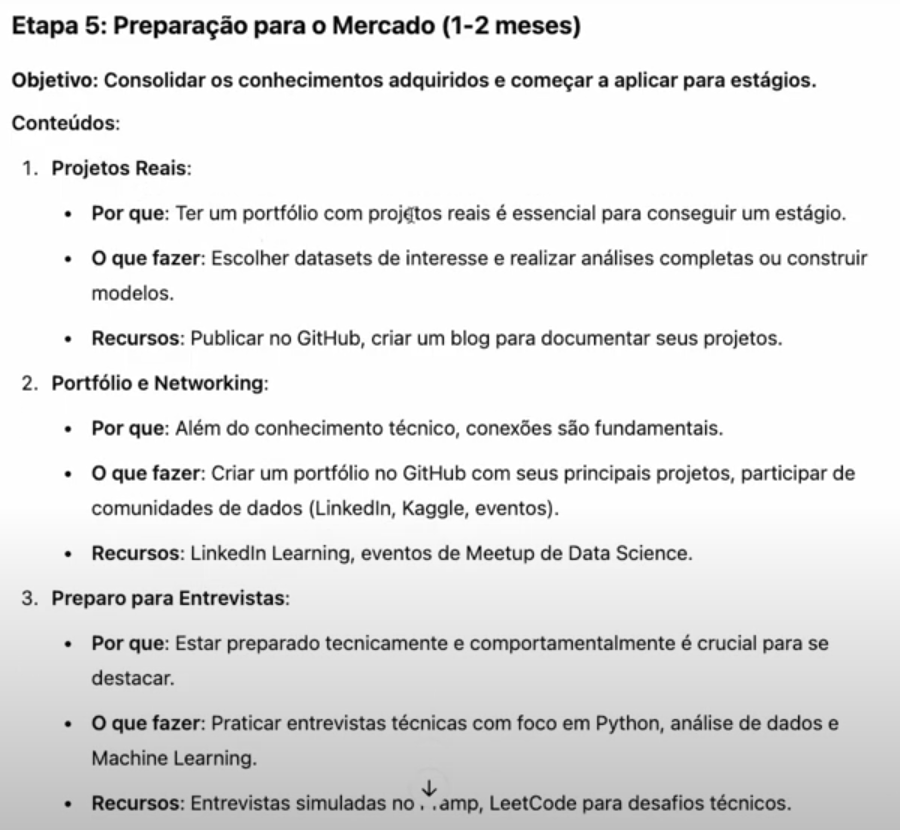 Etapa 5: Preparação para o Mercado (1-2 meses)
Objetivo: Consolidar os conhecimentos adquiridos e começar a aplicar para estágios.
Conteúdos:
1. Projetos Reais:
• Por que: Ter um portfólio com projetos reais é essencial para conseguir um estágio.
• O que fazer: Escolher datasets de interesse e realizar análises completas ou construir
modelos.
• Recursos: Publicar no GitHub, criar um blog para documentar seus projetos.
2. Portfólio e Networking:
• Por que: Além do conhecimento técnico, conexões são fundamentais.
• O que fazer: Criar um portfólio no GitHub com seus principais projetos, participar de
comunidades de dados (LinkedIn, Kaggle, eventos).
• Recursos: LinkedIn Learning, eventos de Meetup de Data Science.
3. Preparo para Entrevistas:
• Por que: Estar preparado tecnicamente e comportamentalmente é crucial para se
destacar.
• O que fazer: Praticar entrevistas técnicas com foco em Python, análise de dados e
Machine Learning.
• Recursos: Entrevistas simuladas no LeetCode para desafios técnicos.